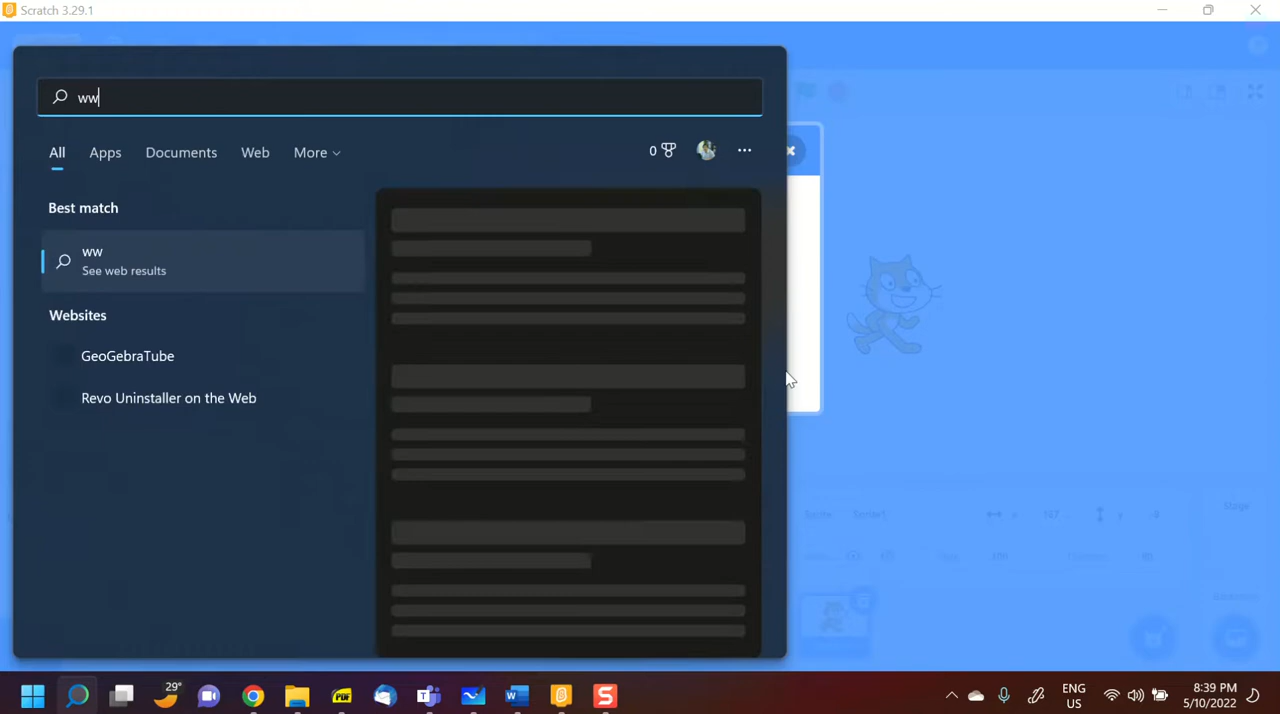 Scratch 3.29.1
ww
All Apps Documents Web More
0
Best match
ww
See web results
Websites
GeoGebraTube
Revo Uninstaller on the Web
Stage
29°
ENG
US
8:39 PM
5/10/2022